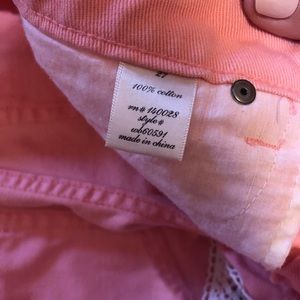 27
100% cotton
rn# 140028
style#
wb60591
made in china